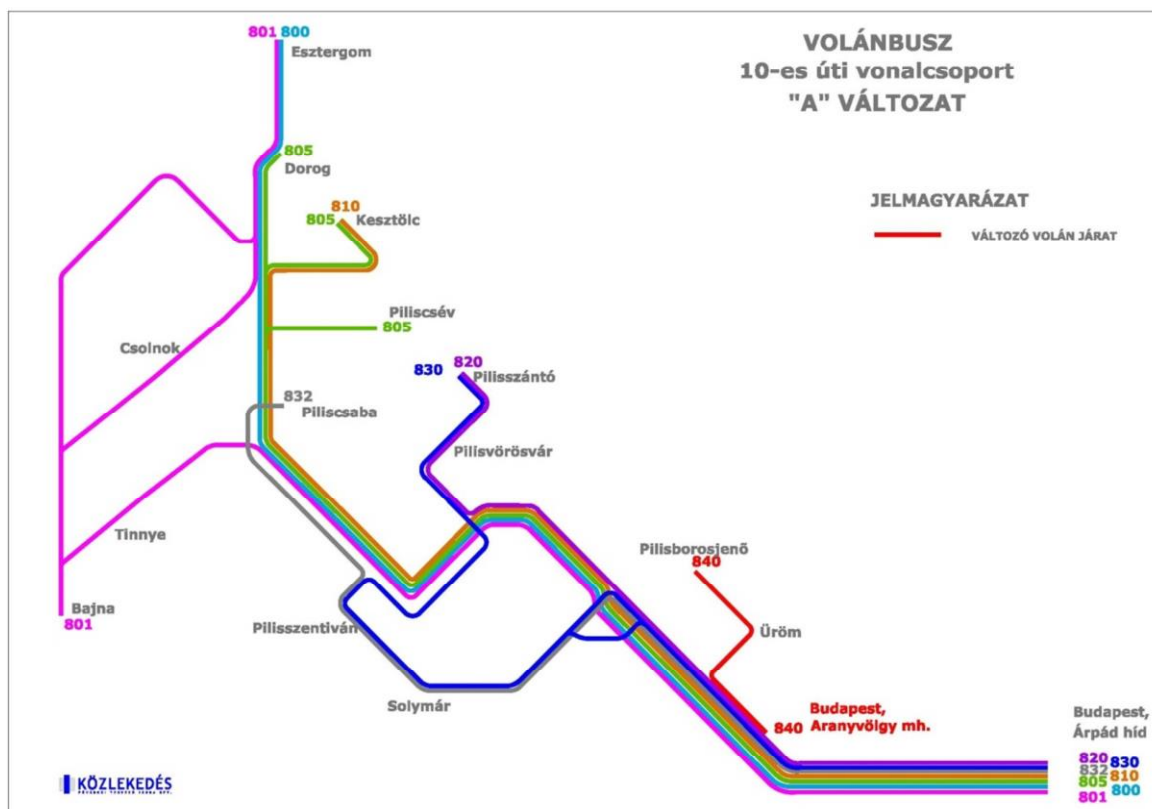 VOLÁNBUSZ
10-es úti vonalcsoport
"A" VÁLTOZAT
JELMAGYARÁZAT
VÁLTOZÓ VOLÁN JÁRAT
801 800
Esztergom
805
Dorog
810
805 Kesztölc
Piliscsév
805
Csolnok
832
Piliscsaba
820
830 Pilisszántó
Pilisvörösvár
Tinnye
Pilisborosjenő
840
Bajna
801
Pilisszentiván
Üröm
Solymár
Budapest,
840 Aranyvölgy mh.
Budapest,
Árpád híd
820 830
832
810
805 800
801
KÖZLEKEDÉS